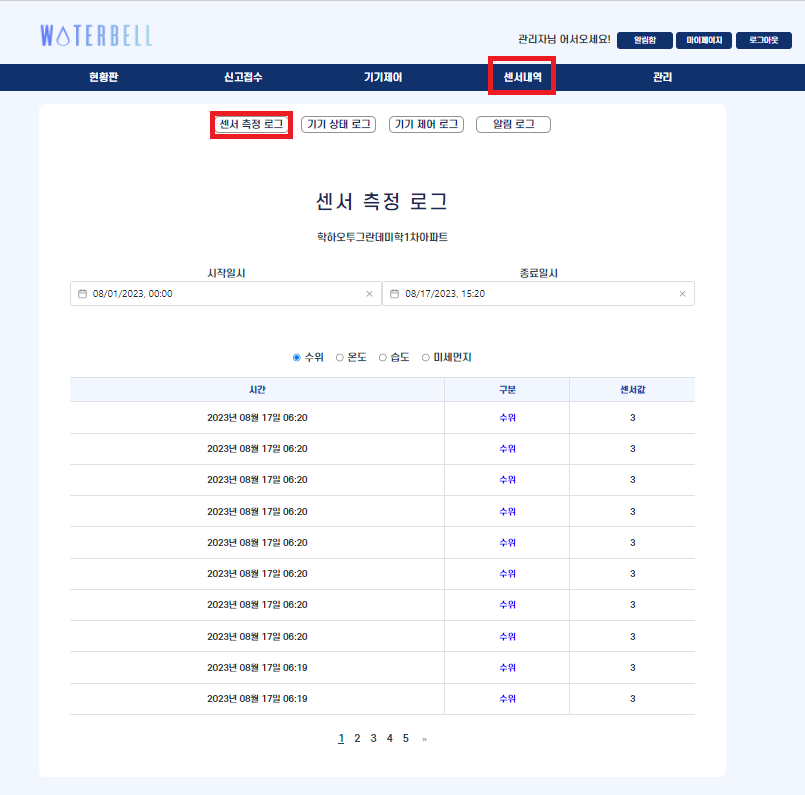 WATERBELL
관리자님 어서오세요! 알림함 마이페이지 로그아웃
현황판 신고접수 기기제어 센서내역 관리
센서 측정 로그 기기 상태 로그 기기 제어 로그 알림 로그
센서 측정 로그
학하오투그란데미학1차아파트
시작일시 종료일시
08/01/2023, 00:00 × 08/17/2023, 15:20 ×
수위 온도 습도 미세먼지
시간 구분 센서값
2023년 08월 17일 06:20 수위 3
2023년 08월 17일 06:20 수위 3
2023년 08월 17일 06:20 수위 3
2023년 08월 17일 06:20 수위 3
2023년 08월 17일 06:20 수위 3
2023년 08월 17일 06:20 수위 3
2023년 08월 17일 06:20 수위 3
2023년 08월 17일 06:20 수위 3
2023년 08월 17일 06:19 수위 3
2023년 08월 17일 06:19 수위 3
1 2 3 4 5 »